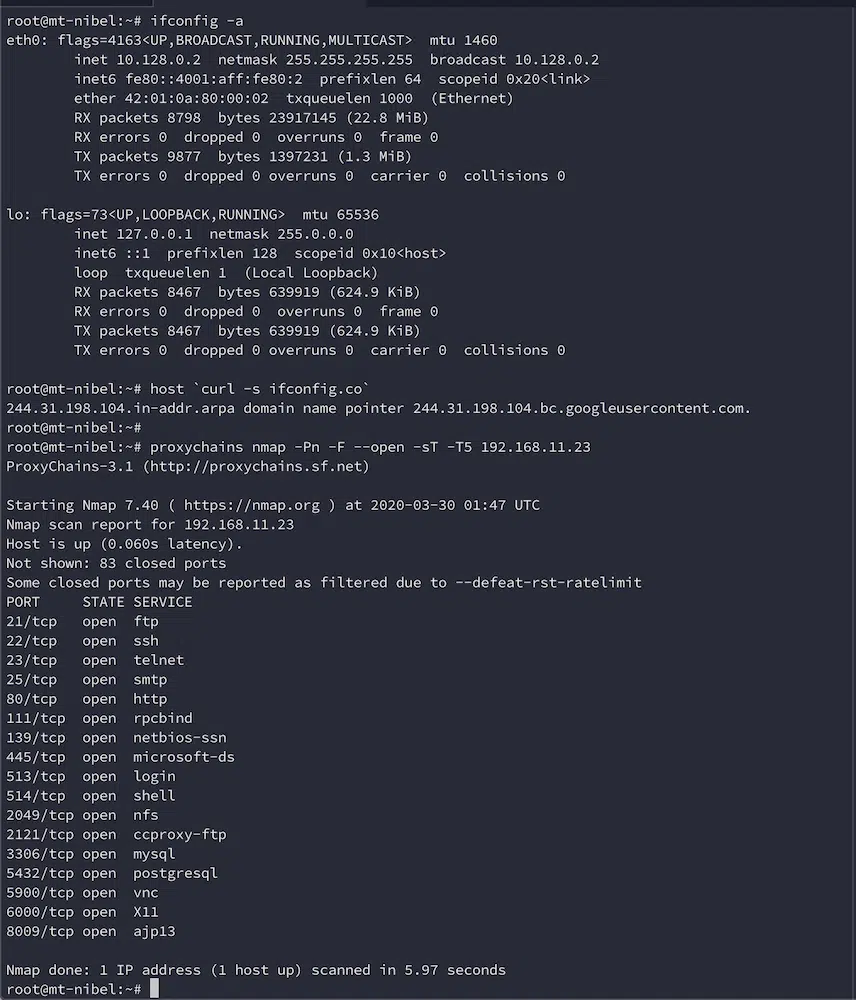 root@mt-nibel:~# ifconfig -a
eth0: flags=4163<UP,BROADCAST,RUNNING,MULTICAST>  mtu 1460
        inet 10.128.0.2  netmask 255.255.255.255  broadcast 10.128.0.2
        inet6 fe80::4001:aff:fe80:2  prefixlen 64  scopeid 0x20<link>
        ether 42:01:0a:80:00:02  txqueuelen 1000  (Ethernet)
        RX packets 8798  bytes 23917145 (22.8 MiB)
        RX errors 0  dropped 0  overruns 0  frame 0
        TX packets 9877  bytes 1397231 (1.3 MiB)
        TX errors 0  dropped 0 overruns 0  carrier 0  collisions 0

lo: flags=73<UP,LOOPBACK,RUNNING>  mtu 65536
        inet 127.0.0.1  netmask 255.0.0.0
        inet6 ::1  prefixlen 128  scopeid 0x10<host>
        loop  txqueuelen 1  (Local Loopback)
        RX packets 8467  bytes 639919 (624.9 KiB)
        RX errors 0  dropped 0  overruns 0  frame 0
        TX packets 8467  bytes 639919 (624.9 KiB)
        TX errors 0  dropped 0 overruns 0  carrier 0  collisions 0

root@mt-nibel:~# host `curl -s ifconfig.co`
244.31.198.104.in-addr.arpa domain name pointer 244.31.198.104.bc.googleusercontent.com.
root@mt-nibel:~#
root@mt-nibel:~# proxychains nmap -Pn -F --open -sT -T5 192.168.11.23
ProxyChains-3.1 (http://proxychains.sf.net)

Starting Nmap 7.40 ( https://nmap.org ) at 2020-03-30 01:47 UTC
Nmap scan report for 192.168.11.23
Host is up (0.060s latency).
Not shown: 83 closed ports
Some closed ports may be reported as filtered due to --defeat-rst-ratelimit
PORT     STATE SERVICE
21/tcp   open  ftp
22/tcp   open  ssh
23/tcp   open  telnet
25/tcp   open  smtp
80/tcp   open  http
111/tcp  open  rpcbind
139/tcp  open  netbios-ssn
445/tcp  open  microsoft-ds
513/tcp  open  login
514/tcp  open  shell
2049/tcp open  nfs
2121/tcp open  ccproxy-ftp
3306/tcp open  mysql
5432/tcp open  postgresql
5900/tcp open  vnc
6000/tcp open  X11
8009/tcp open  ajp13

Nmap done: 1 IP address (1 host up) scanned in 5.97 seconds
root@mt-nibel:~#